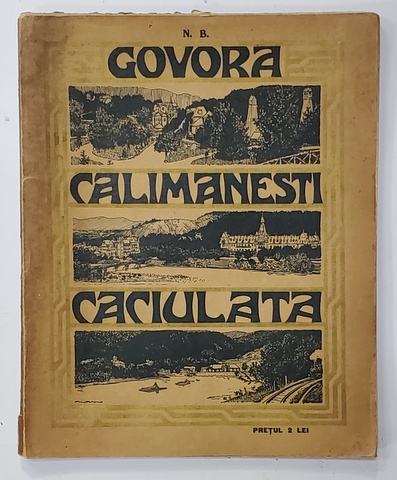 N. B.
GOVORA
CALIMANESTI
CACIULATA
PREȚUL 2 LEI